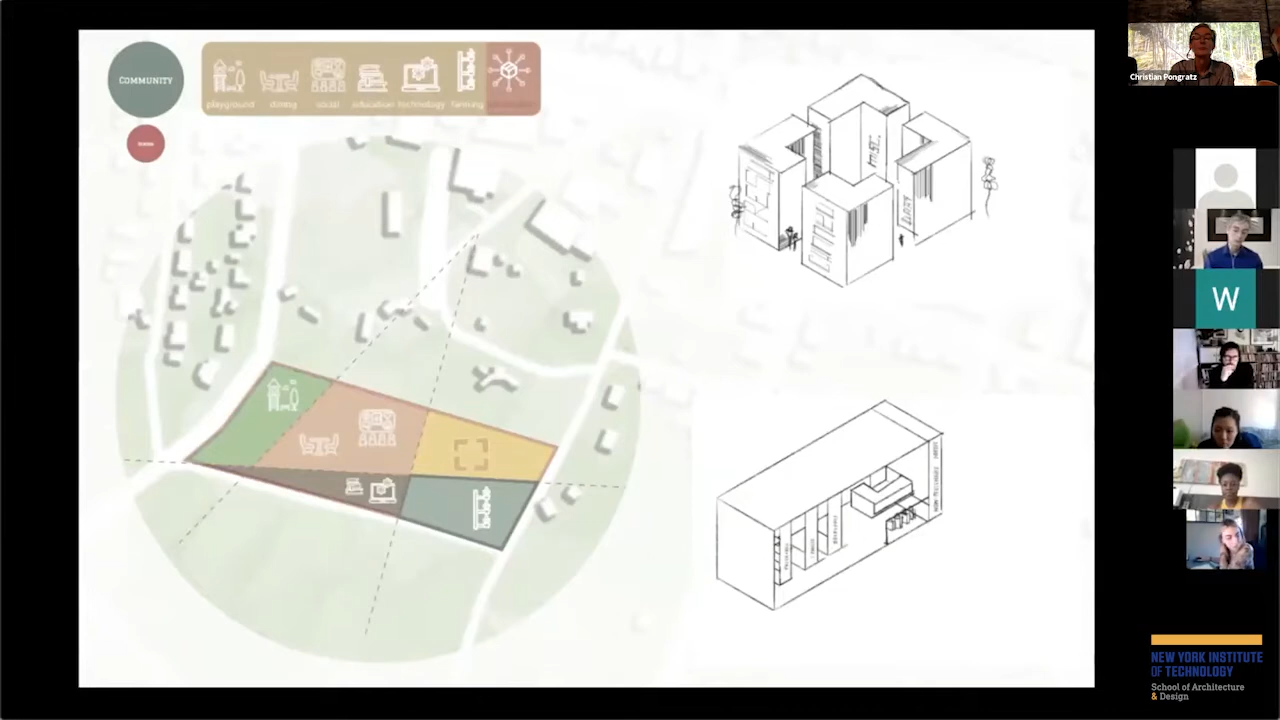 COMMUNITY
playground dining social education technology farming
Christian Pongratz
W
NEW YORK INSTITUTE
OF TECHNOLOGY
School of Architecture
& Design